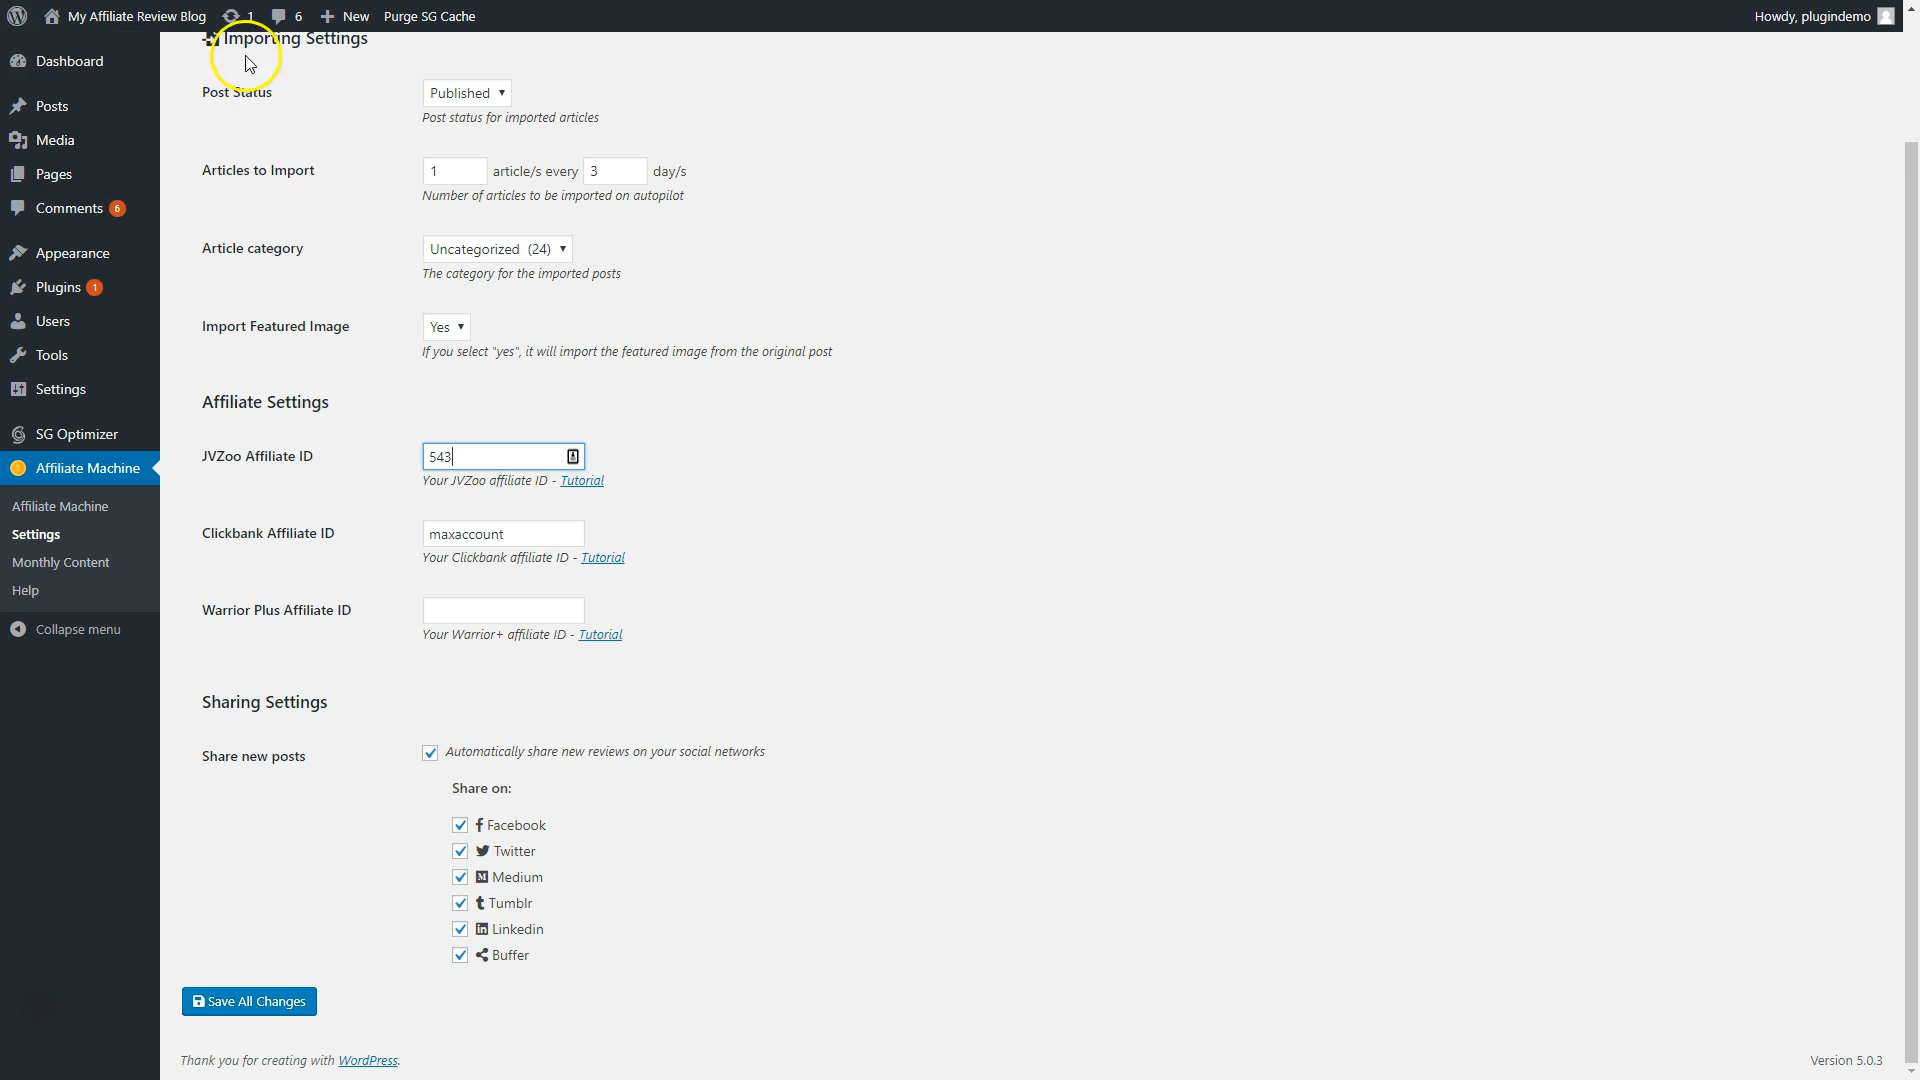 My Affiliate Review Blog 1 6 New Purge SG Cache Howdy, plugindemo
Dashboard
Posts
Media
Pages
Comments 6
Appearance
Plugins 1
Users
Tools
Settings
SG Optimizer
Affiliate Machine
Affiliate Machine
Settings
Monthly Content
Help
Collapse menu
Importing Settings
Post Status Published
Post status for imported articles
Articles to Import 1 article/s every 3 day/s
Number of articles to be imported on autopilot
Article category Uncategorized (24)
The category for the imported posts
Import Featured Image Yes
If you select "yes", it will import the featured image from the original post
Affiliate Settings
JVZoo Affiliate ID 543
Your JVZoo affiliate ID - Tutorial
Clickbank Affiliate ID maxaccount
Your Clickbank affiliate ID - Tutorial
Warrior Plus Affiliate ID
Your Warrior+ affiliate ID - Tutorial
Sharing Settings
Share new posts Automatically share new reviews on your social networks
Share on:
Facebook
Twitter
Medium
Tumblr
Linkedin
Buffer
Save All Changes
Thank you for creating with WordPress. Version 5.0.3